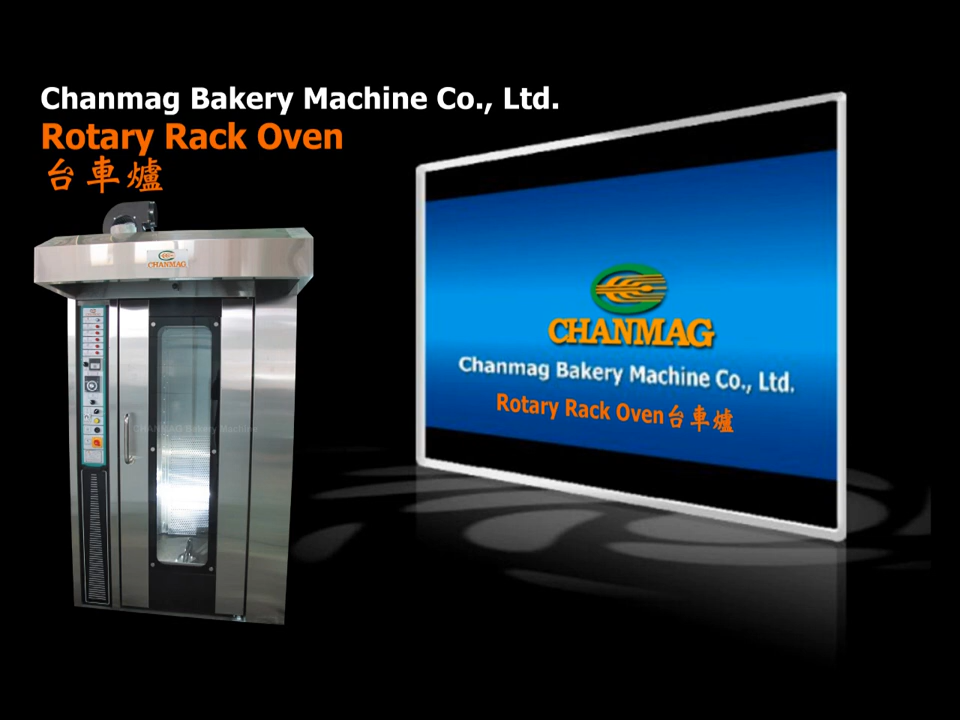 Chanmag Bakery Machine Co., Ltd.
Rotary Rack Oven
台車爐
CHANMAG
CHANMAG Bakery Machine
CHANMAG
Chanmag Bakery Machine Co., Ltd.
Rotary Rack Oven台車爐